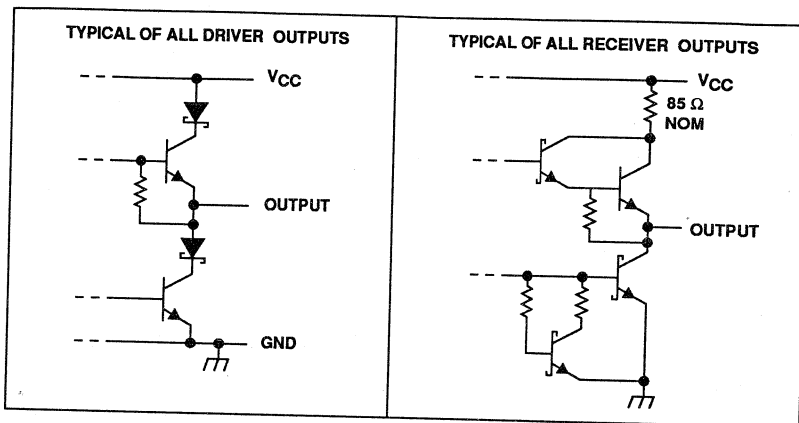 TYPICAL OF ALL DRIVER OUTPUTS
VCC
OUTPUT
GND
TYPICAL OF ALL RECEIVER OUTPUTS
VCC
85 Ω
NOM
OUTPUT